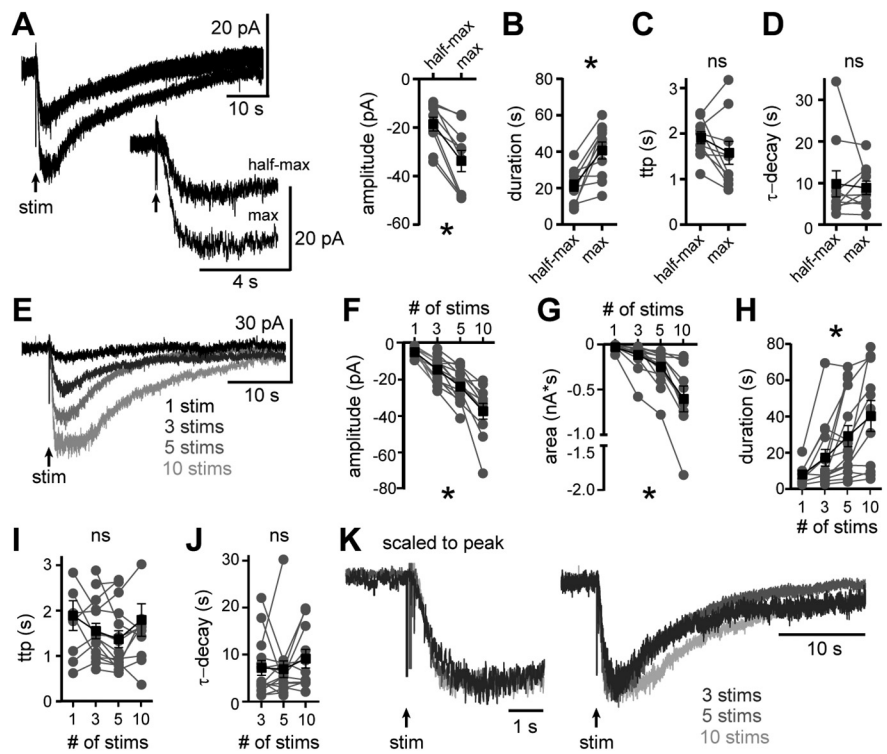 A
20 pA
10 s
stim
half-max
max
20 pA
4 s
half-max
max
0
-20
-40
-60
amplitude (pA)
*
B
*
80
60
40
20
0
duration (s)
half-max
max
C
ns
3
2
1
0
ttp (s)
half-max
max
D
ns
30
20
10
0
τ-decay (s)
half-max
max
E
30 pA
10 s
1 stim
3 stims
5 stims
10 stims
stim
F
# of stims
1 3 5 10
0
-20
-40
-60
-80
amplitude (pA)
*
G
# of stims
1 3 5 10
0
-0.5
-1.0
-1.0
-2.0
area (nA*s)
*
H
*
80
60
40
20
0
duration (s)
1 3 5 10
# of stims
I
ns
3
2
1
0
ttp (s)
1 3 5 10
# of stims
J
ns
30
20
10
0
τ-decay (s)
3 5 10
# of stims
K
scaled to peak
1 s
stim
10 s
3 stims
5 stims
10 stims
stim